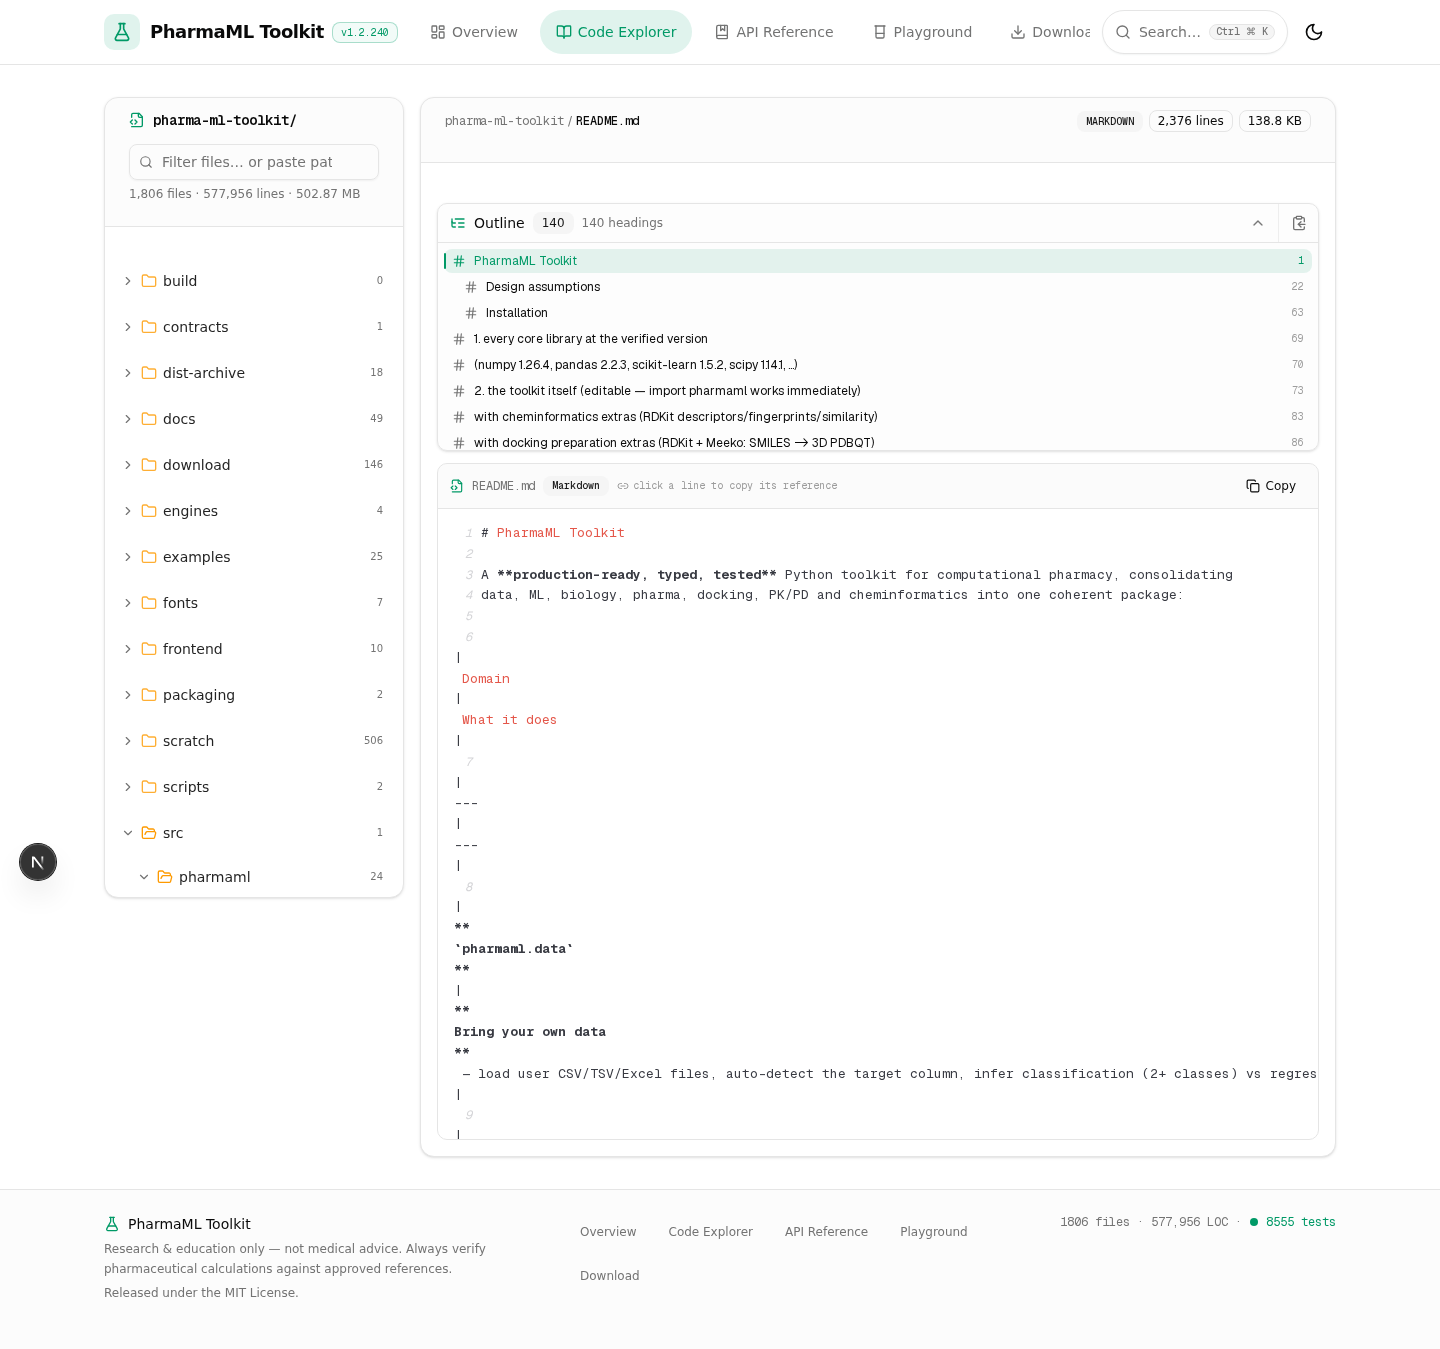 PharmaML Toolkit v1.2.240 Overview Code Explorer API Reference Playground Downloa Search... Ctrl ⌘ K
pharma-ml-toolkit/
Filter files... or paste pat
1,806 files · 577,956 lines · 502.87 MB
build 0
contracts 1
dist-archive 18
docs 49
download 146
engines 4
examples 25
fonts 7
frontend 10
packaging 2
scratch 506
scripts 2
src 1
pharmaml 24
N
pharma-ml-toolkit / README.md MARKDOWN 2,376 lines 138.8 KB
Outline 140 140 headings
# PharmaML Toolkit 1
# Design assumptions 22
# Installation 63
# 1. every core library at the verified version 69
# (numpy 1.26.4, pandas 2.2.3, scikit-learn 1.5.2, scipy 1.14.1, ...) 70
# 2. the toolkit itself (editable — import pharmaml works immediately) 73
# with cheminformatics extras (RDKit descriptors/fingerprints/similarity) 83
# with docking preparation extras (RDKit + Meeko: SMILES → 3D PDBQT) 86
README.md Markdown click a line to copy its reference Copy
1 # PharmaML Toolkit
2
3 A **production-ready, typed, tested** Python toolkit for computational pharmacy, consolidating
4 data, ML, biology, pharma, docking, PK/PD and cheminformatics into one coherent package:
5
6
|
Domain
|
What it does
|
7
|
---
|
---
|
8
|
**
`pharmaml.data`
**
|
**
Bring your own data
**
— load user CSV/TSV/Excel files, auto-detect the target column, infer classification (2+ classes) vs regres
|
9
|
PharmaML Toolkit
Research & education only — not medical advice. Always verify
pharmaceutical calculations against approved references.
Released under the MIT License.
Overview Code Explorer API Reference Playground
Download
1806 files · 577,956 LOC · 8555 tests